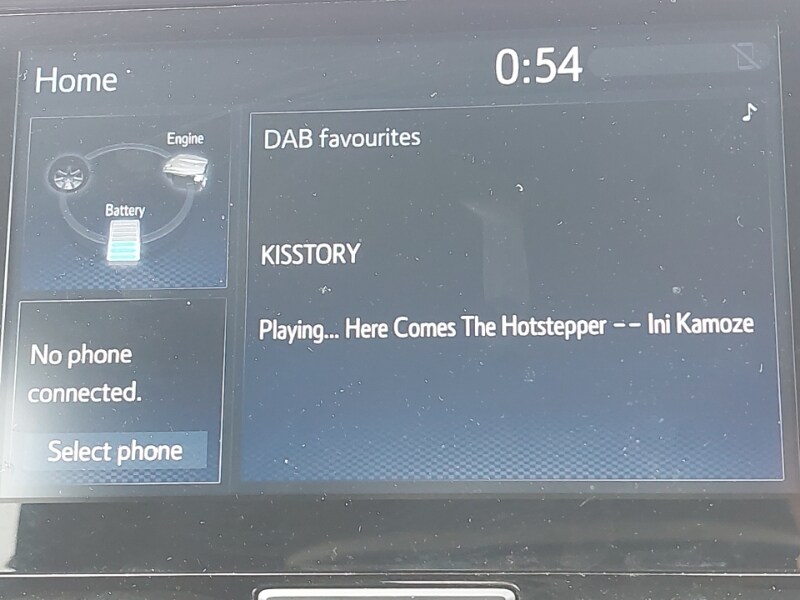 Home
0:54
Engine
Battery
DAB favourites
KISSTORY
Playing... Here Comes The Hotstepper -- Ini Kamoze
No phone
connected.
Select phone